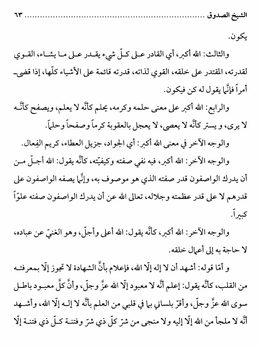 الشيخ الصدوق ................................................ ٦٣
يكون.
والثالث: الله أكبر، أي القادر على كلّ شيء يقدر على ما يشاء، القوي
لقدرته، المقتدر على خلقه، القوي لذاته، قدرته قائمة على الأشياء كلّها، إذا قضى
أمراً فإنّما يقول له كن فيكون.
والرابع: الله أكبر على معنى حلمه وكرمه، يحلم كأنّه لا يعلم، ويصفح كأنّه
لا يرى، و يستر كأنّه لا يعصى، لا يعجل بالعقوبة كرماً وصفحاً وحلماً.
والوجه الآخر في معنى الله أكبر: أي الجواد، جزيل العطاء، كريم الفِعال.
والوجه الآخر: الله أكبر، فيه نفي صفته وكيفيّته، كأنّه يقول: الله أجلّ من
أن يدرك الواصفون قدر صفته الذي هو موصوف به، و إنّما يصفه الواصفون على
قدرهم لا على قدر عظمته وجلاله، تعالى الله عن أن يدرك الواصفون صفته علوّاً
كبيراً.
والوجه الآخر: الله أكبر، كأنّه يقول: الله أعلى وأجلّ، وهو الغنيّ عن عباده،
لا حاجة به إلى أعمال خلقه.
و أمّا قوله: أشهد أن لا إله إلّا الله، فإعلام بأنّ الشهادة لا تجوز إلّا بمعرفته
من القلب، كأنّه يقول: إعلم أنّه لا معبود إلّا الله عزّ وجلّ، وأنّ كلّ معبود باطل
سوى الله عزّ وجلّ، وأقرّ بلساني بما في قلبي من العلم بأنّه لا إلـه إلّا الله، وأشهد
أنّه لا ملجأ من الله إلّا إليه ولا منجى من شرّ كلّ ذي شرّ وفتنة كلّ ذي فتنة إلّا